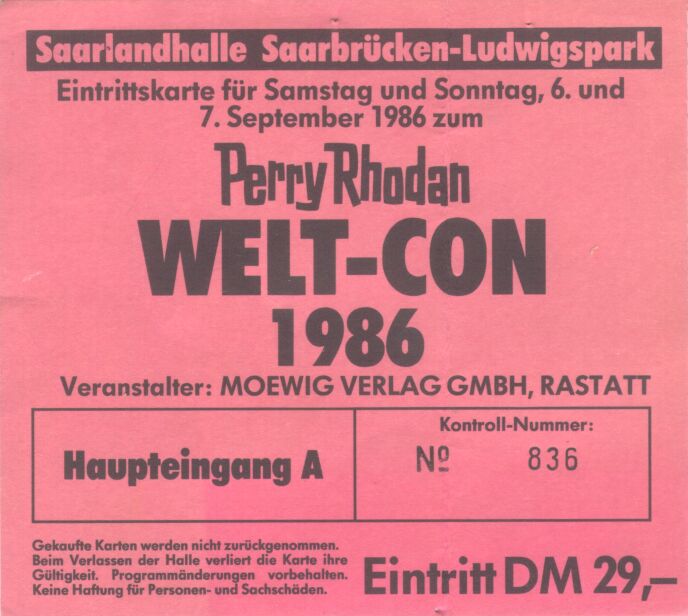 Saarlandhalle Saarbrücken-Ludwigspark
Eintrittskarte für Samstag und Sonntag, 6. und
7. September 1986 zum
Perry Rhodan
WELT-CON
1986
Veranstalter: MOEWIG VERLAG GMBH, RASTATT
Haupteingang A
Kontroll-Nummer:
Nº 836
Gekaufte Karten werden nicht zurückgenommen.
Beim Verlassen der Halle verliert die Karte ihre
Gültigkeit. Programmänderungen vorbehalten.
Keine Haftung für Personen- und Sachschäden.
Eintritt DM 29,–